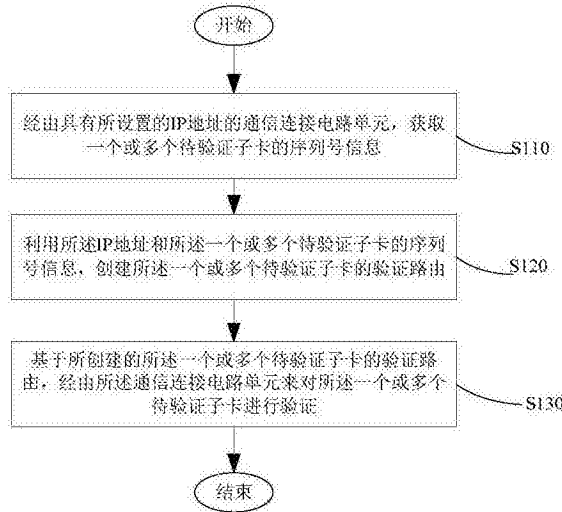 开始
经由具有所设置的IP地址的通信连接电路单元，获取
一个或多个待验证子卡的序列号信息
S110
利用所述IP地址和所述一个或多个待验证子卡的序列
号信息，创建所述一个或多个待验证子卡的验证路由
S120
基于所创建的所述一个或多个待验证子卡的验证路
由，经由所述通信连接电路单元来对所述一个或多个
待验证子卡进行验证
S130
结束